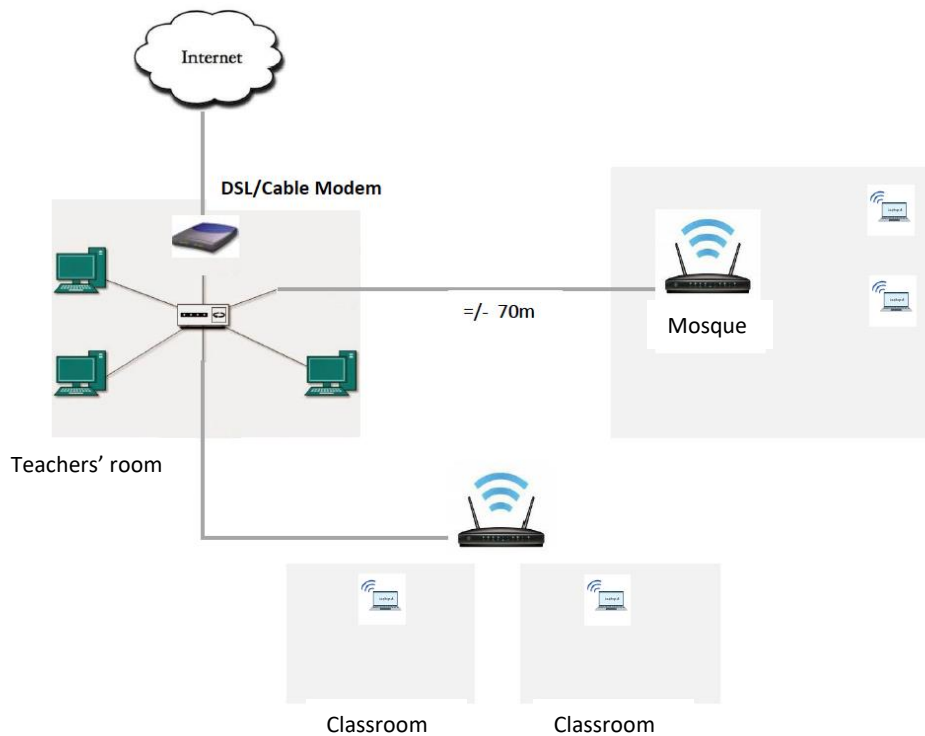 Internet
DSL/Cable Modem
=/- 70m
Mosque
Teachers’ room
Classroom
Classroom